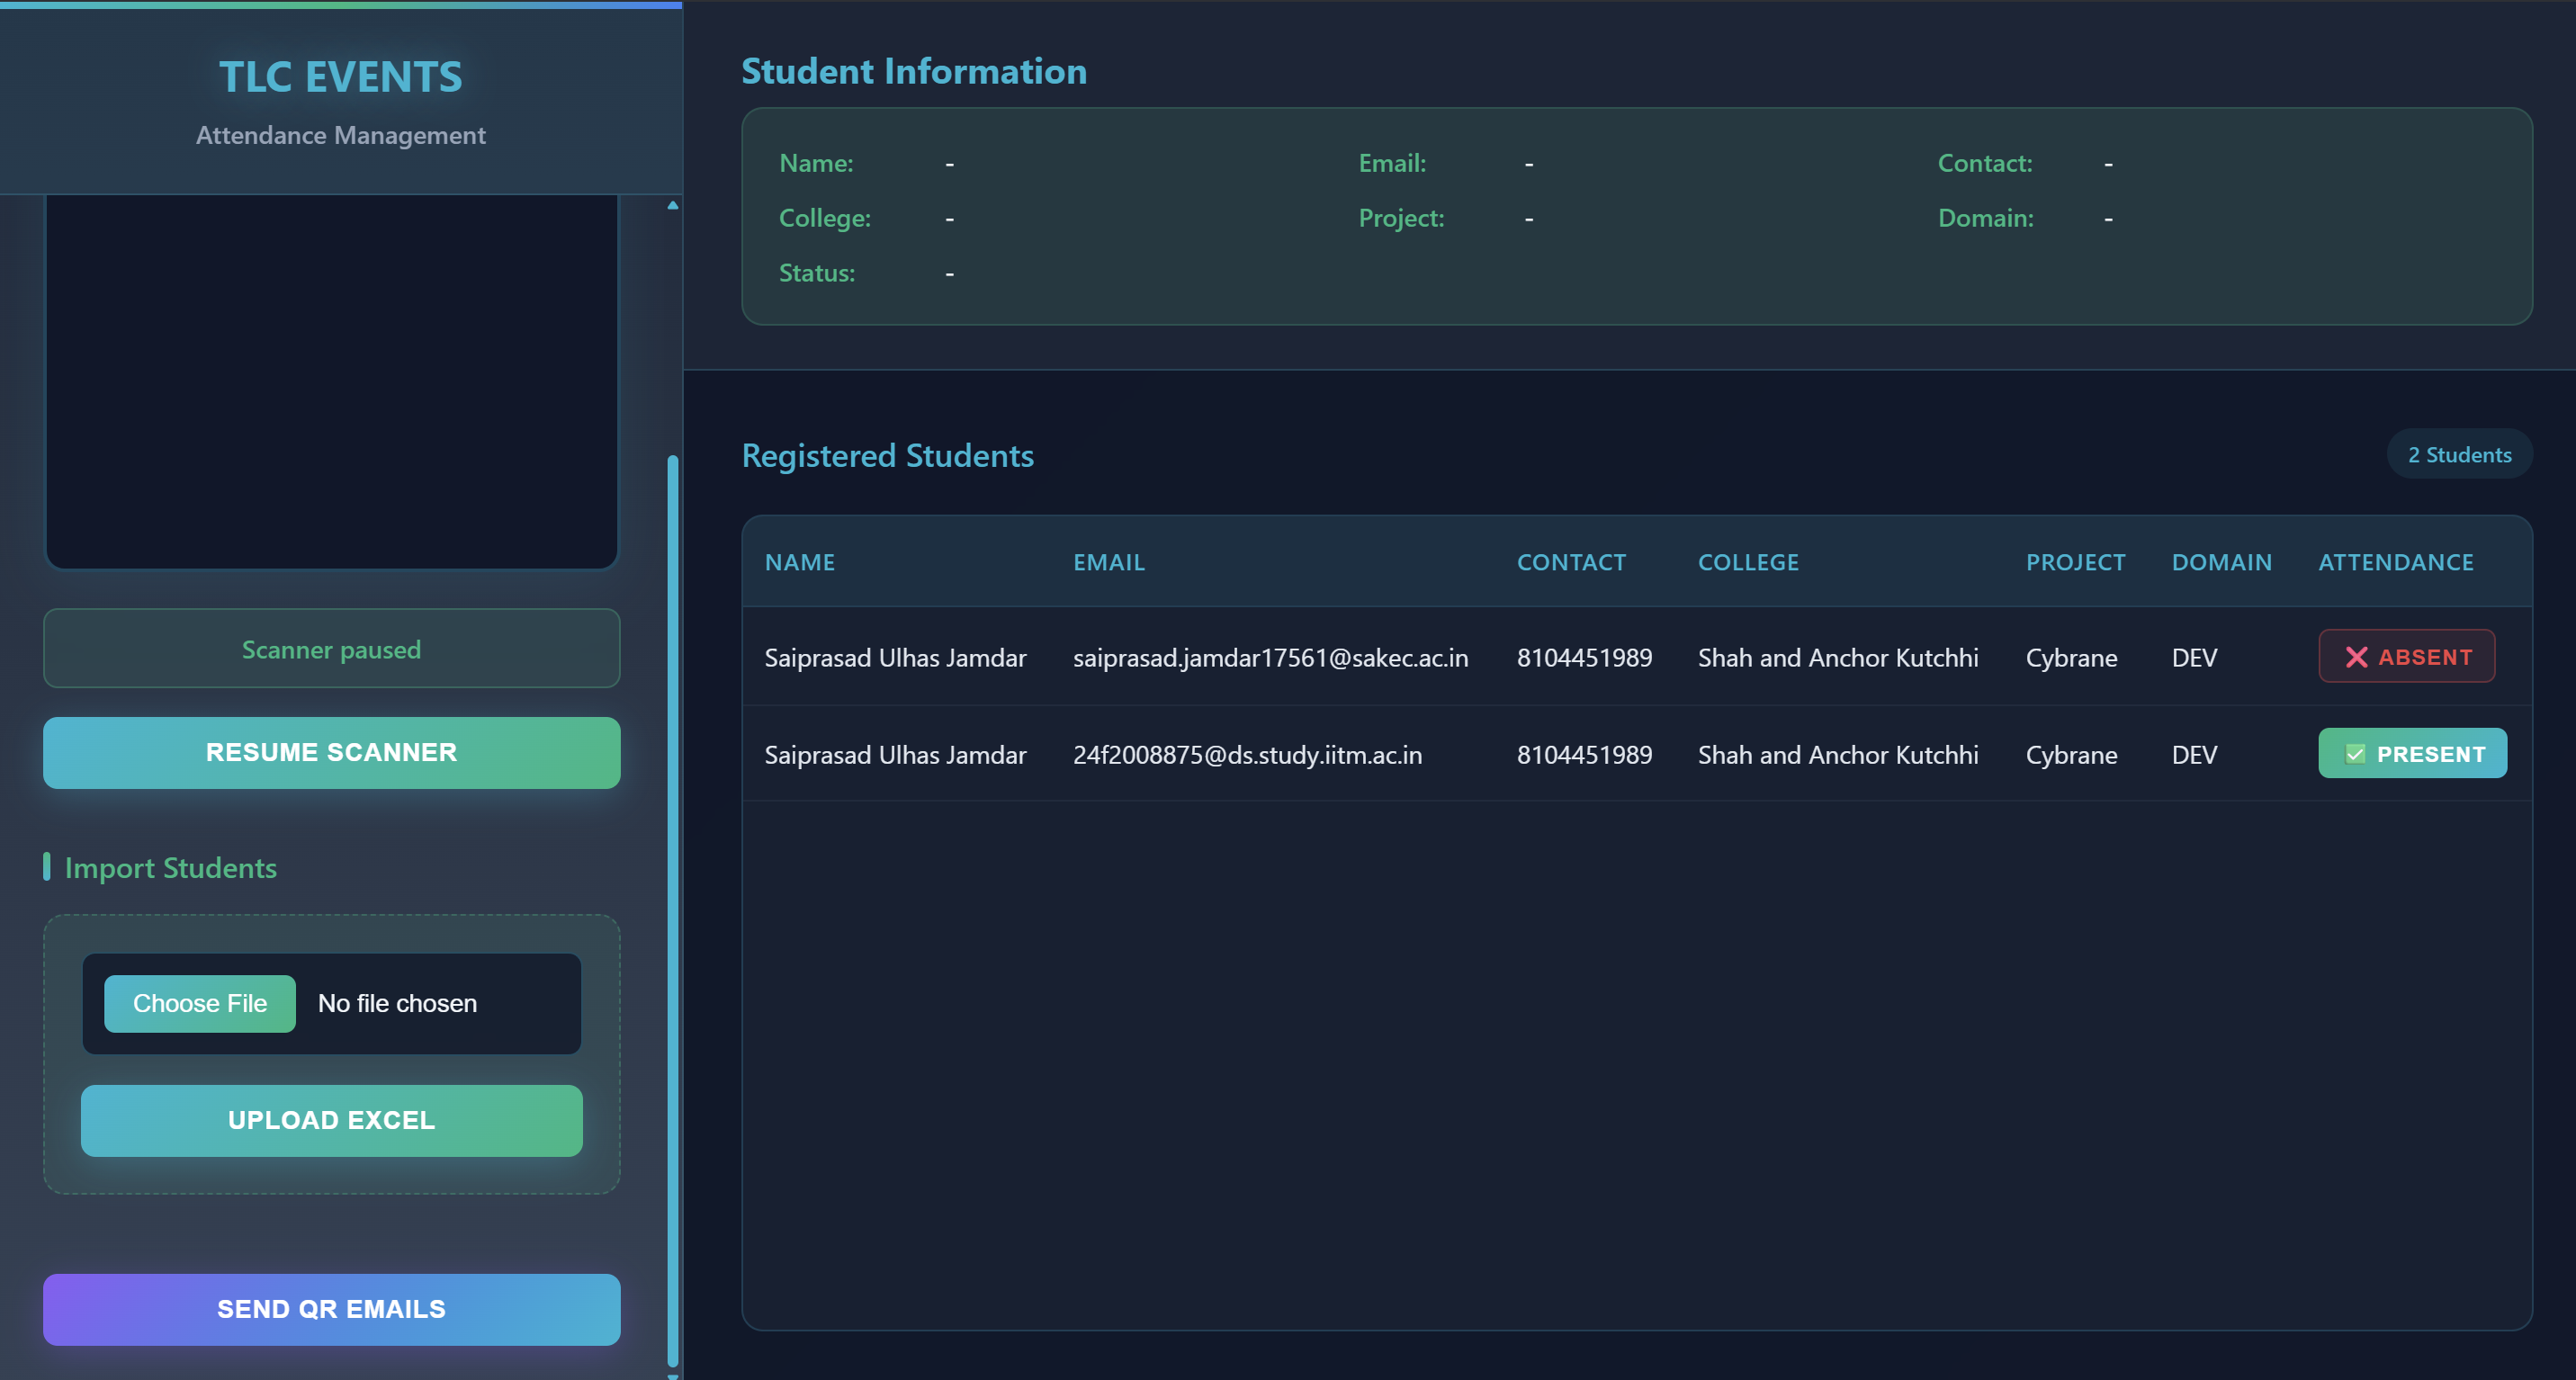 TLC EVENTS
Attendance Management
Scanner paused
RESUME SCANNER
Import Students
Choose File No file chosen
UPLOAD EXCEL
SEND QR EMAILS
Student Information
Name: - Email: - Contact: -
College: - Project: - Domain: -
Status: -
Registered Students 2 Students
NAME EMAIL CONTACT COLLEGE PROJECT DOMAIN ATTENDANCE
Saiprasad Ulhas Jamdar saiprasad.jamdar17561@sakec.ac.in 8104451989 Shah and Anchor Kutchhi Cybrane DEV ❌ ABSENT
Saiprasad Ulhas Jamdar 24f2008875@ds.study.iitm.ac.in 8104451989 Shah and Anchor Kutchhi Cybrane DEV ✅ PRESENT